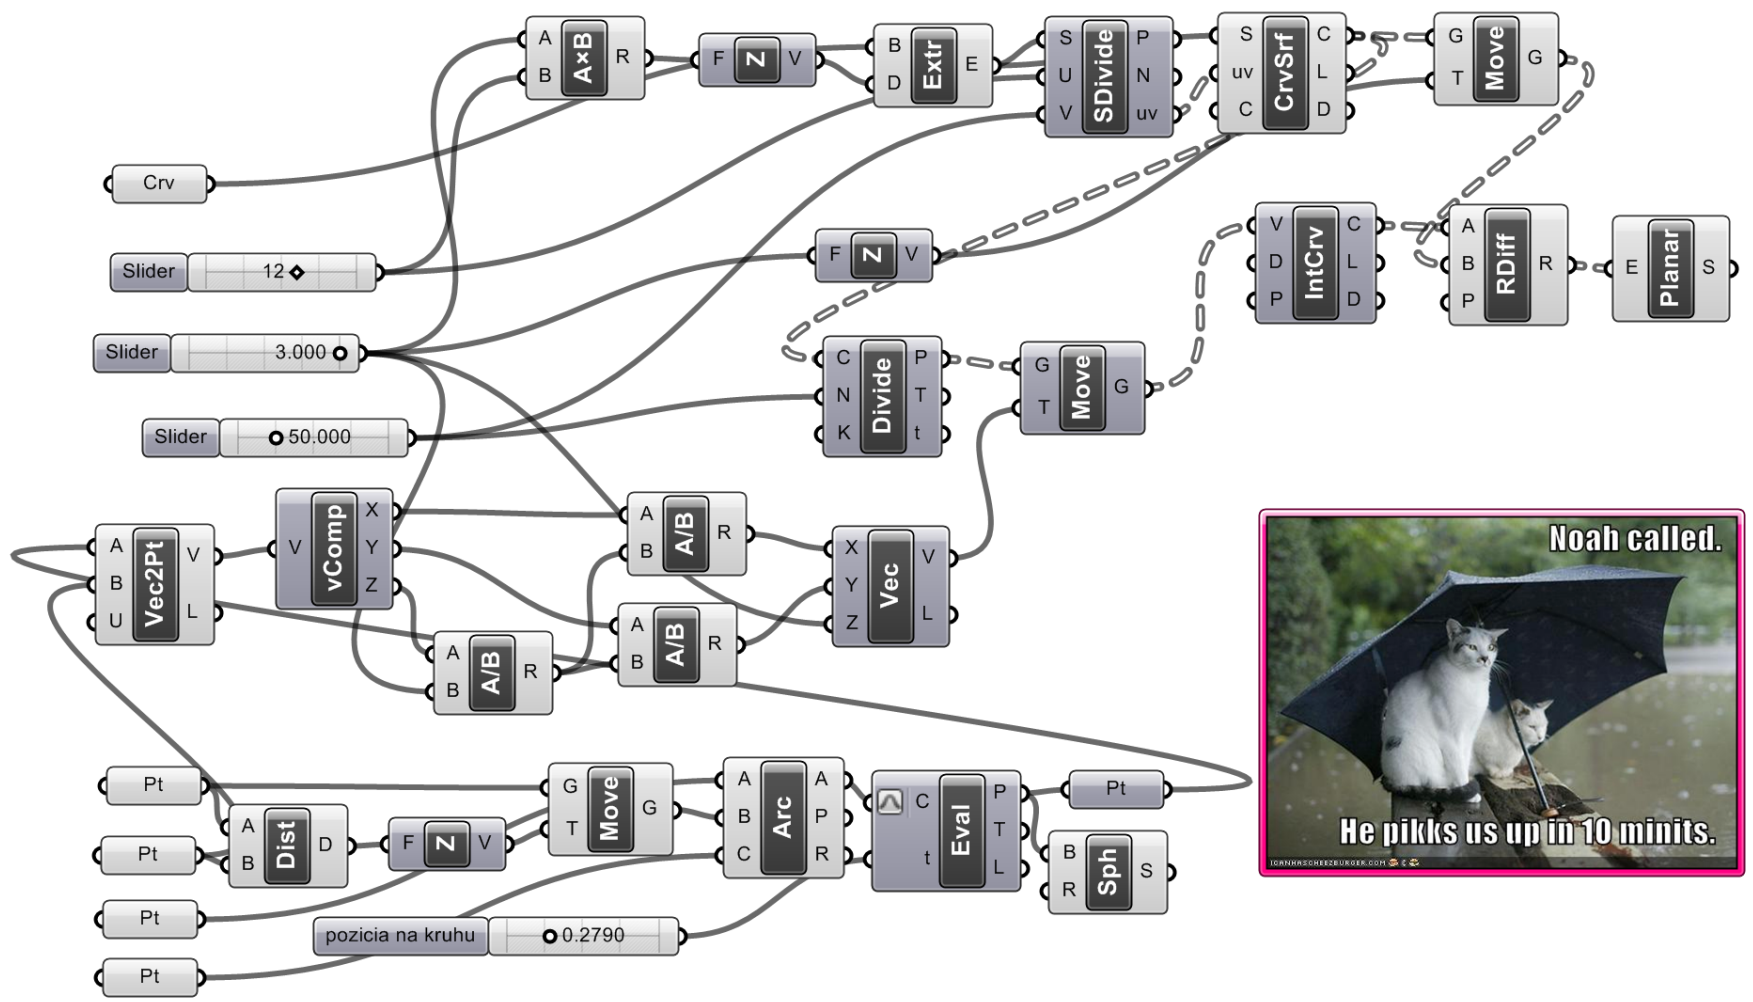 A
B
A×B
R
F
Z
V
B
D
Extr
E
S
U
V
SDivide
P
N
uv
S
uv
C
CrvSrf
C
L
D
G
T
Move
G
Crv
Slider
12
F
Z
V
V
D
P
IntCrv
C
L
D
A
B
P
RDiff
R
E
Planar
S
Slider
3.000
C
N
K
Divide
P
T
t
G
T
Move
G
Slider
50.000
A
B
U
Vec2Pt
V
L
V
vComp
X
Y
Z
A
B
A/B
R
A
B
A/B
R
A
B
A/B
R
X
Y
Z
Vec
V
L
Noah called.
He pikks us up in 10 minits.
ICANHASCHEEZBURGER.COM
Pt
Pt
Pt
Pt
A
B
Dist
D
F
Z
V
G
T
Move
G
A
B
C
Arc
A
P
R
C
t
Eval
P
T
L
Pt
B
R
Sph
S
pozicia na kruhu
0.2790